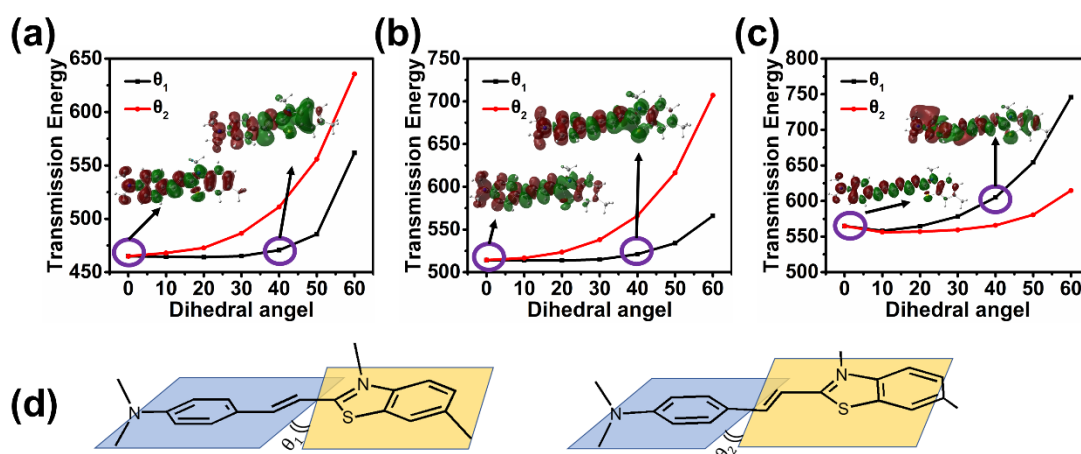 (a)
Transmission Energy
650
600
550
500
450
θ1
θ2
0 10 20 30 40 50 60
Dihedral angel
(b)
Transmission Energy
750
700
650
600
550
500
θ1
θ2
0 10 20 30 40 50 60
Dihedral angel
(c)
Transmission Energy
800
750
700
650
600
550
500
θ1
θ2
0 10 20 30 40 50 60
Dihedral angel
(d)
N
N
S
θ1
N
N
S
θ2